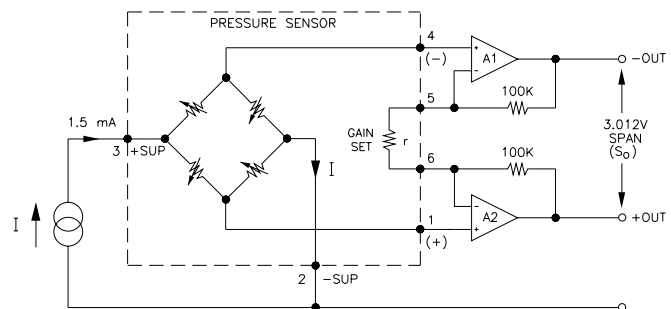 PRESSURE SENSOR
4
(-)
+
A1
-
-OUT
1.5 mA
3
+SUP
5
100K
GAIN
SET
r
3.012V
SPAN
(So)
I
6
100K
I
-
A2
+
+OUT
1
(+)
2
-SUP